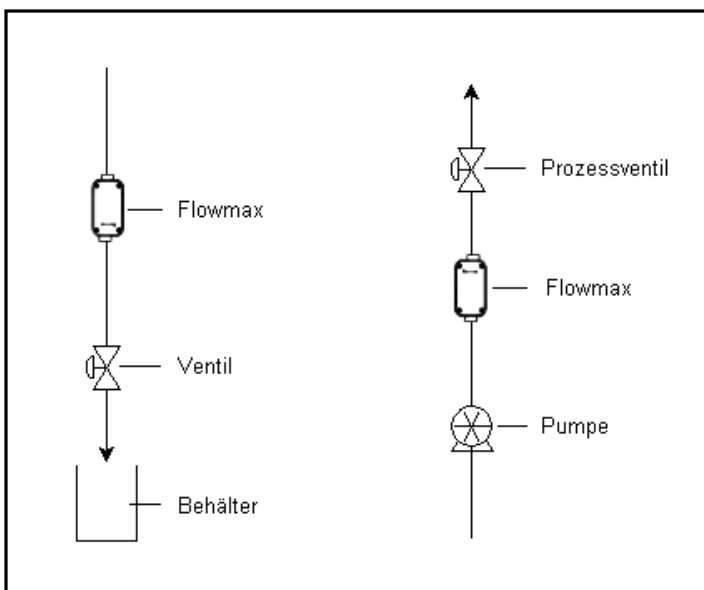 Flowmax
Ventil
Behälter
Prozessventil
Flowmax
Pumpe